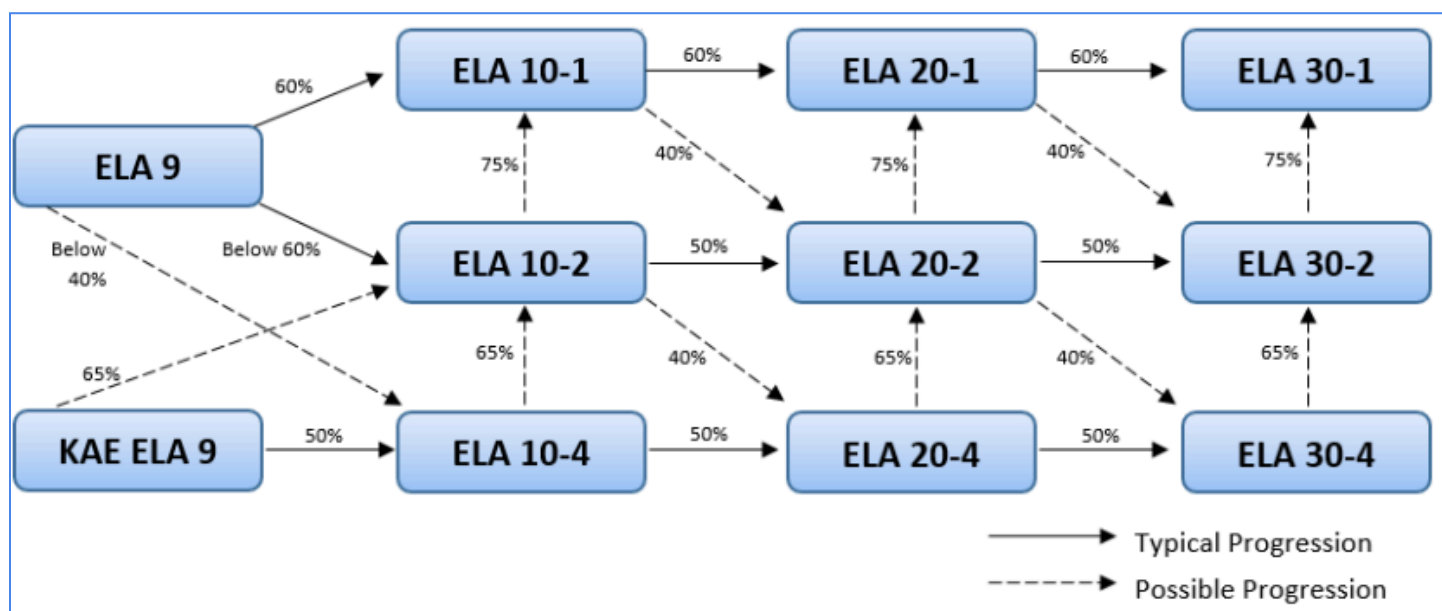 ELA 10-1
60%
ELA 20-1
60%
ELA 30-1
60%
ELA 9
75%
40%
75%
40%
75%
Below
40%
Below 60%
ELA 10-2
50%
ELA 20-2
50%
ELA 30-2
65%
65%
40%
65%
40%
65%
KAE ELA 9
50%
ELA 10-4
50%
ELA 20-4
50%
ELA 30-4
Typical Progression
Possible Progression